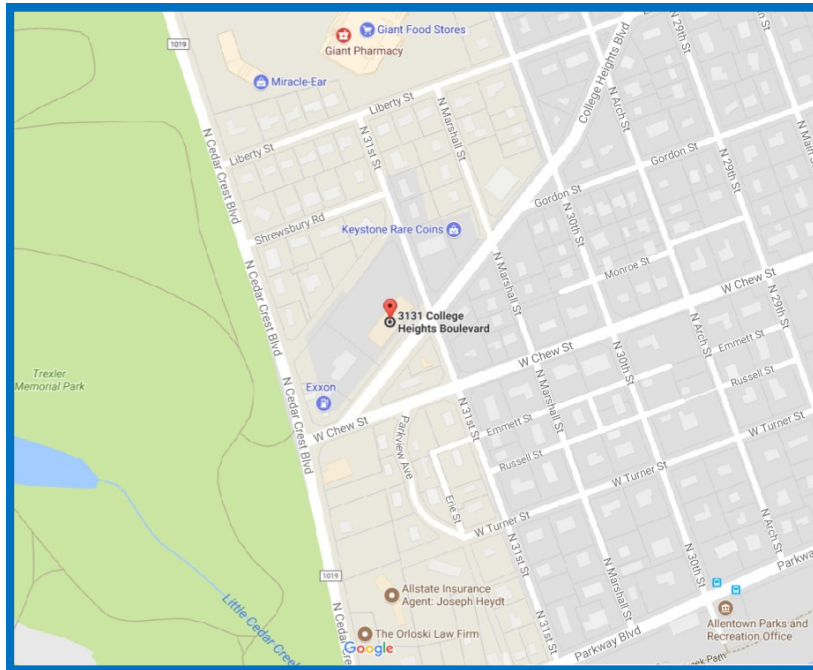 Giant Food Stores
Giant Pharmacy
1019
Miracle-Ear
College Heights Blvd
N Cedar Crest Blvd
Liberty St
Liberty St
N 31st St
N Marshall St
N Arch St
N 29th St
N Main
Gordon St
Gordon St
N 30th St
Shrewsbury Rd
Keystone Rare Coins
N Cedar Crest Blvd
N Marshall St
Monroe St
W Chew St
3131 College
Heights Boulevard
N 29th St
N Arch St
Emmett St
W Chew St
N 30th St
Russell St
Trexler
Memorial Park
N Cedar Crest Blvd
Exxon
W Chew St
Parkview Ave
N 31st St
N Marshall St
Emmett St
Russell St
W Turner St
W Turner St
Erie St
W Turner St
N 31st St
N Arch St
N 30th St
N Marshall St
1019
Parkway
Allstate Insurance
Agent: Joseph Heydt
Little Cedar Creek
N Cedar
The Orloski Law Firm
Google
N 31st St
Parkway Blvd
Allentown Parks and
Recreation Office